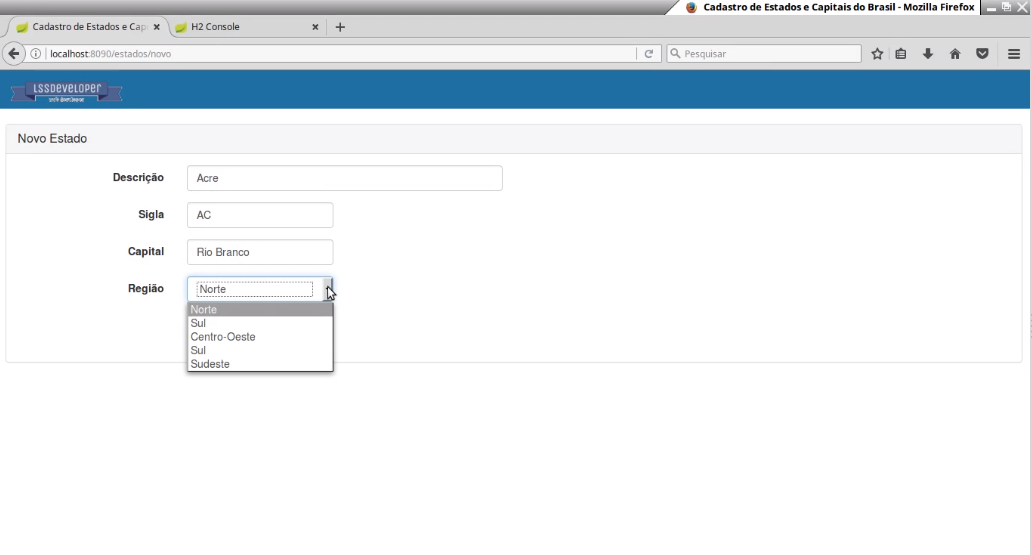 Cadastro de Estados e Capitais do Brasil - Mozilla Firefox
Cadastro de Estados e Cap
H2 Console
localhost:8090/estados/novo
Pesquisar
LSSDEVELOPER
Novo Estado
Descrição
Acre
Sigla
AC
Capital
Rio Branco
Região
Norte
Norte
Sul
Centro-Oeste
Sul
Sudeste